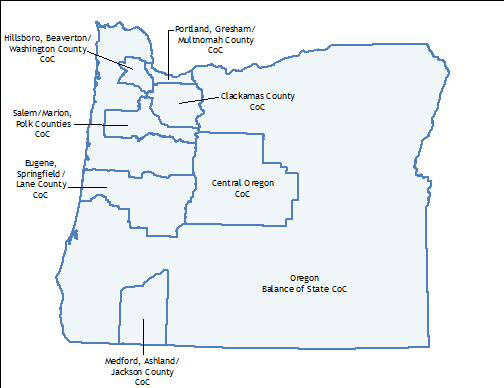 Portland, Gresham/
Multnomah County
CoC
Hillsboro, Beaverton/
Washington County
CoC
Clackamas County
CoC
Salem/Marion,
Polk Counties
CoC
Eugene,
Springfield/
Lane County
CoC
Central Oregon
CoC
Oregon
Balance of State CoC
Medford, Ashland/
Jackson County
CoC